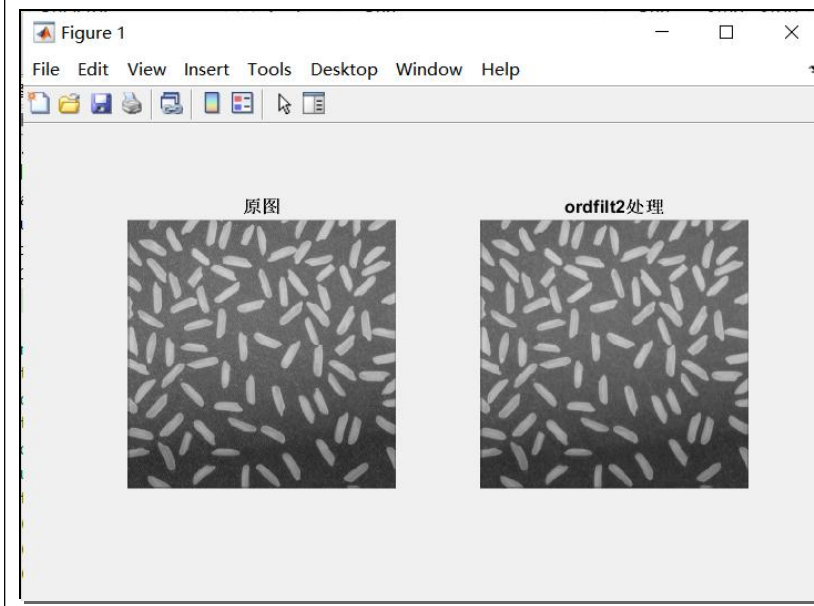 Figure 1
File Edit View Insert Tools Desktop Window Help
原图
ordfilt2处理